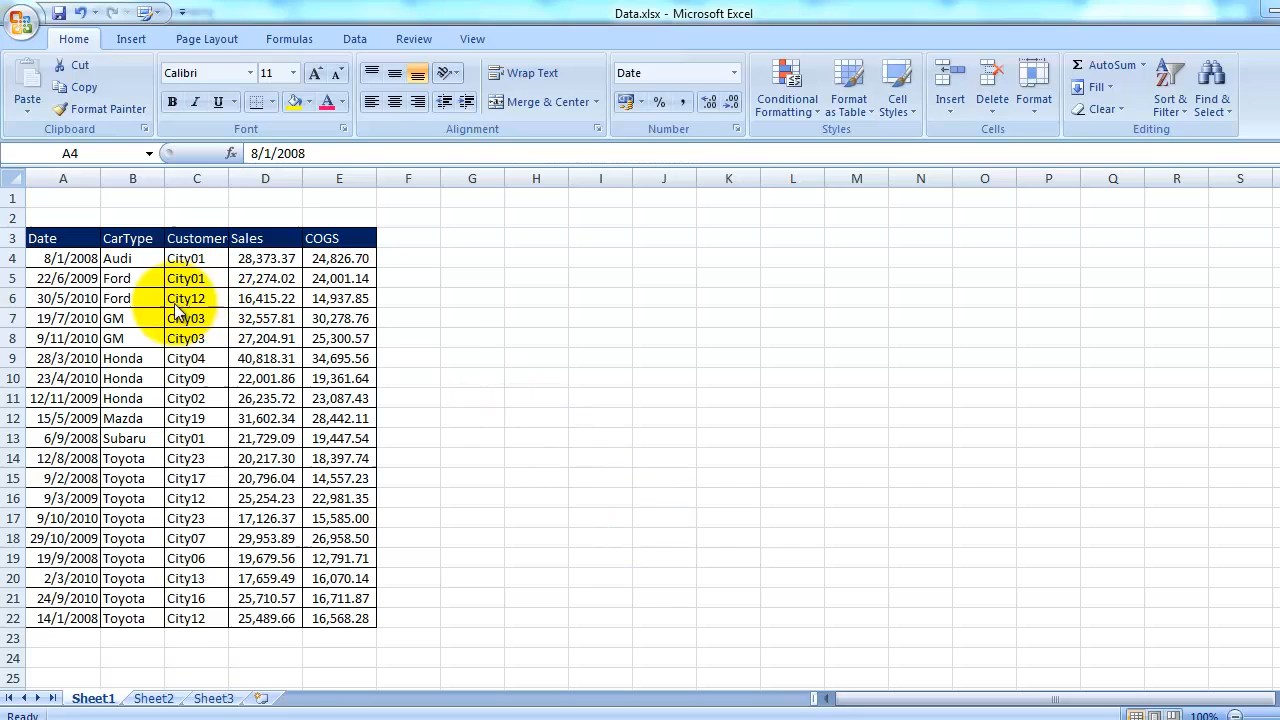 Data.xlsx - Microsoft Excel
Home Insert Page Layout Formulas Data Review View
Paste Cut Copy Format Painter Clipboard
Calibri 11 B I U A Font
Wrap Text Merge & Center Alignment
Date % , Number
Conditional Formatting Format as Table Cell Styles Styles
Insert Delete Format Cells
Σ AutoSum Fill Clear Sort & Filter Find & Select Editing
A4 fx 8/1/2008
A B C D E F G H I J K L M N O P Q R S
1
2
3 Date CarType Customer Sales COGS
4 8/1/2008 Audi City01 28,373.37 24,826.70
5 22/6/2009 Ford City01 27,274.02 24,001.14
6 30/5/2010 Ford City12 16,415.22 14,937.85
7 19/7/2010 GM City03 32,557.81 30,278.76
8 9/11/2010 GM City03 27,204.91 25,300.57
9 28/3/2010 Honda City04 40,818.31 34,695.56
10 23/4/2010 Honda City09 22,001.86 19,361.64
11 12/11/2009 Honda City02 26,235.72 23,087.43
12 15/5/2009 Mazda City19 31,602.34 28,442.11
13 6/9/2008 Subaru City01 21,729.09 19,447.54
14 12/8/2008 Toyota City23 20,217.30 18,397.74
15 9/2/2008 Toyota City17 20,796.04 14,557.23
16 9/3/2009 Toyota City12 25,254.23 22,981.35
17 9/10/2010 Toyota City23 17,126.37 15,585.00
18 29/10/2009 Toyota City07 29,953.89 26,958.50
19 19/9/2008 Toyota City06 19,679.56 12,791.71
20 2/3/2010 Toyota City13 17,659.49 16,070.14
21 24/9/2010 Toyota City16 25,710.57 16,711.87
22 14/1/2008 Toyota City12 25,489.66 16,568.28
23
24
25
Sheet1 Sheet2 Sheet3
Ready 100%